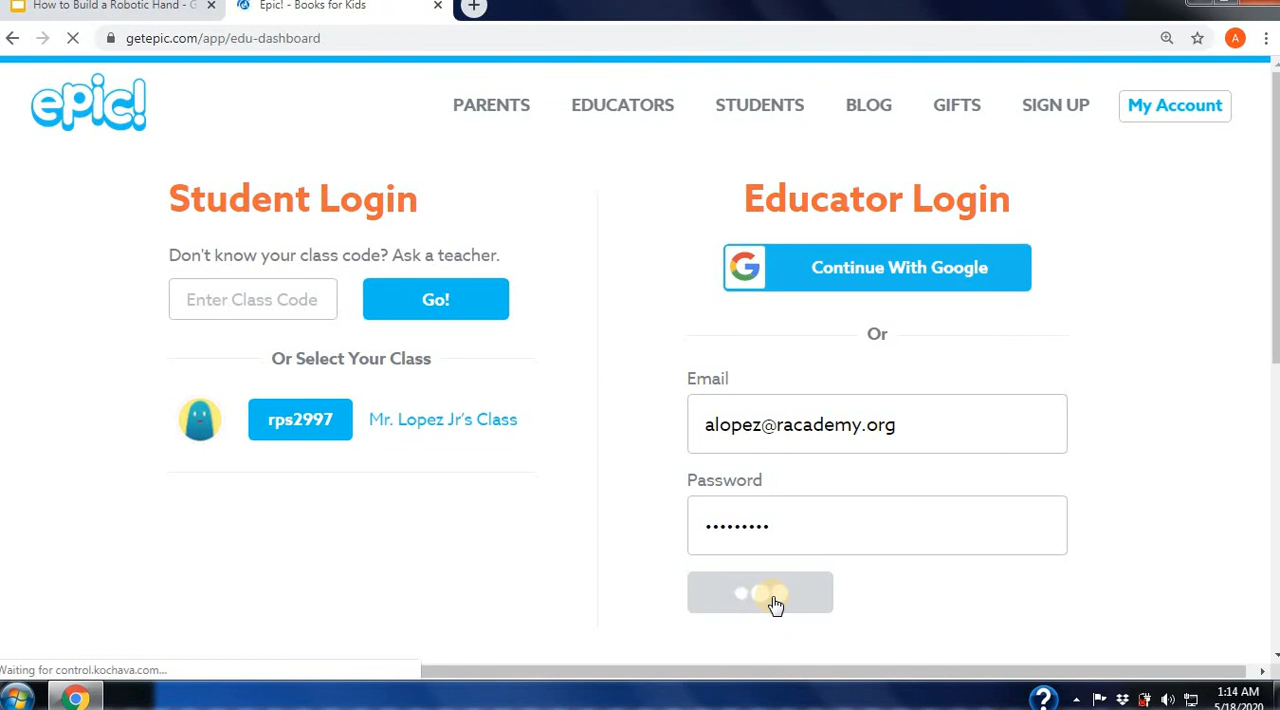 How to Build a Robotic Hand - G
Epic! - Books for Kids
getepic.com/app/edu-dashboard
A
epic!
PARENTS
EDUCATORS
STUDENTS
BLOG
GIFTS
SIGN UP
My Account
Student Login
Don't know your class code? Ask a teacher.
Enter Class Code
Go!
Or Select Your Class
rps2997
Mr. Lopez Jr's Class
Educator Login
G
Continue With Google
Or
Email
alopez@racademy.org
Password
•••••••••
Waiting for control.kochava.com...
?
1:14 AM
5/18/2020